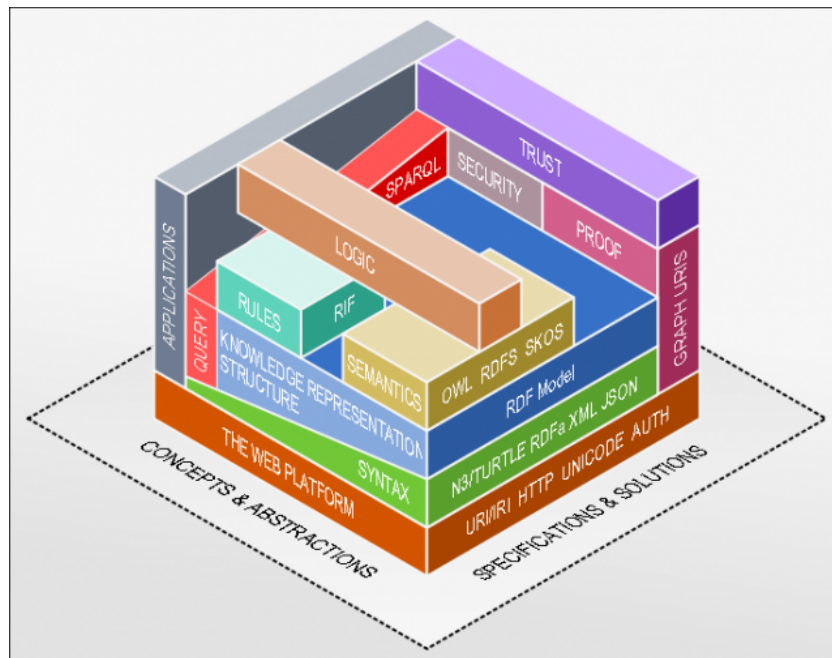 TRUST
SECURITY
SPARQL
PROOF
LOGIC
APPLICATIONS
RULES
RIF
GRAPH URIS
QUERY
KNOWLEDGE REPRESENTATION
STRUCTURE
SEMANTICS
OWL RDFS SKOS
RDF Model
SYNTAX
N3/TURTLE RDFa XML JSON
THE WEB PLATFORM
URI/IRI HTTP UNICODE AUTH
CONCEPTS & ABSTRACTIONS
SPECIFICATIONS & SOLUTIONS